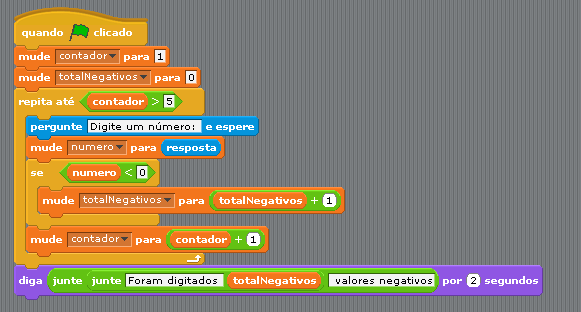 quando clicado
mude contador para 1
mude totalNegativos para 0
repita até contador > 5
pergunte Digite um número: e espere
mude numero para resposta
se numero < 0
mude totalNegativos para totalNegativos + 1
mude contador para contador + 1
diga junte junte Foram digitados totalNegativos valores negativos por 2 segundos